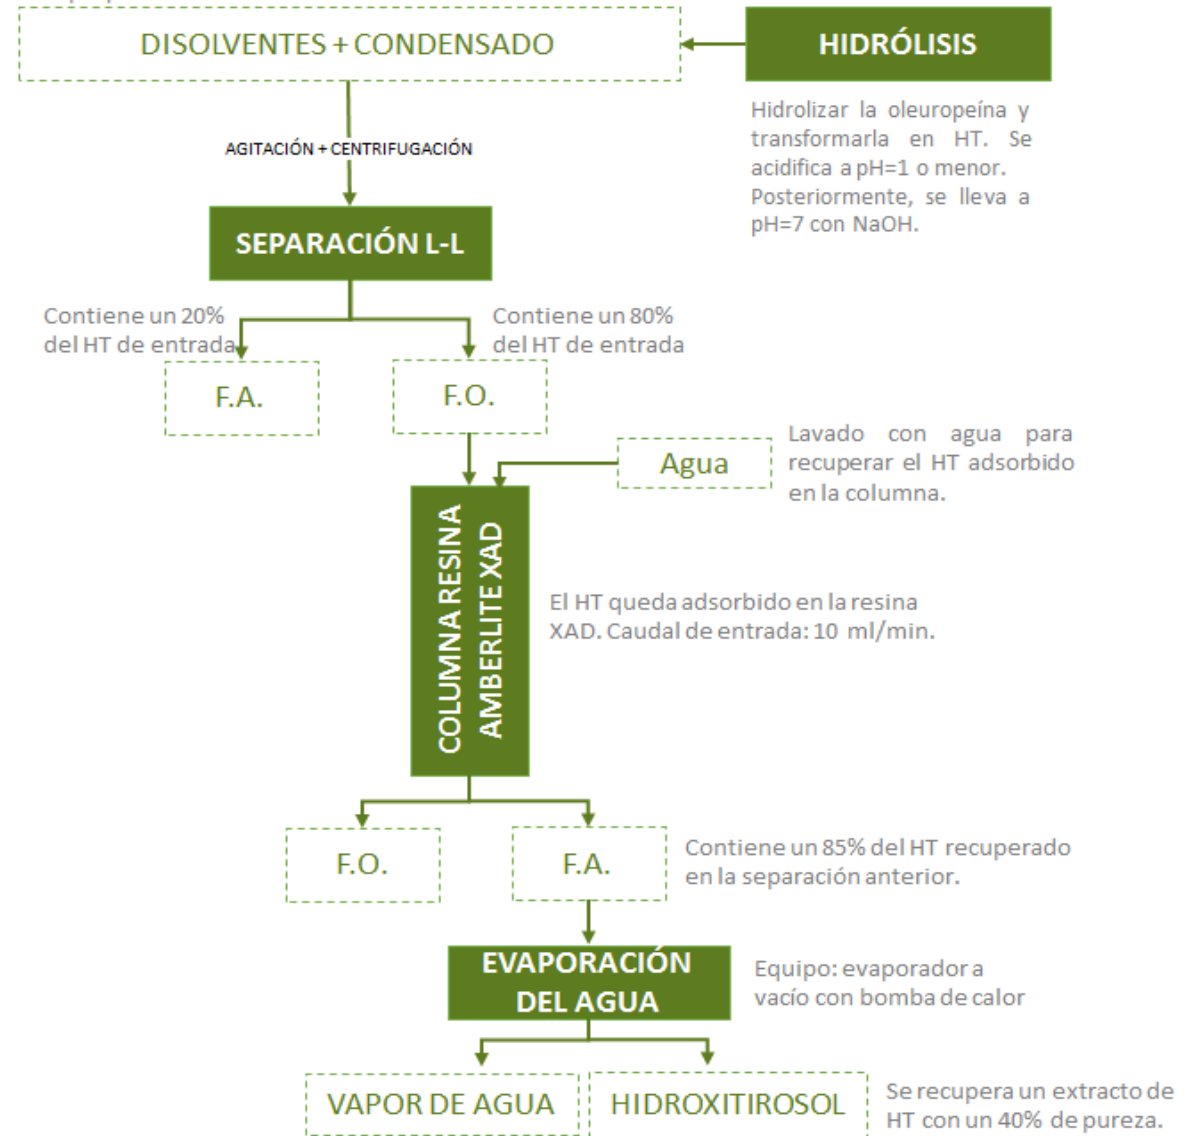 DISOLVENTES + CONDENSADO
HIDRÓLISIS
Hidrolizar la oleuropeína y
transformarla en HT. Se
acidifica a pH=1 o menor.
Posteriormente, se lleva a
pH=7 con NaOH.
AGITACIÓN + CENTRIFUGACIÓN
SEPARACIÓN L-L
Contiene un 20%
del HT de entrada
Contiene un 80%
del HT de entrada
F.A.
F.O.
Agua
Lavado con agua para
recuperar el HT adsorbido
en la columna.
COLUMNA RESINA
AMBERLITE XAD
El HT queda adsorbido en la resina
XAD. Caudal de entrada: 10 ml/min.
F.O.
F.A.
Contiene un 85% del HT recuperado
en la separación anterior.
EVAPORACIÓN
DEL AGUA
Equipo: evaporador a
vacío con bomba de calor
VAPOR DE AGUA
HIDROXITIROSOL
Se recupera un extracto de
HT con un 40% de pureza.